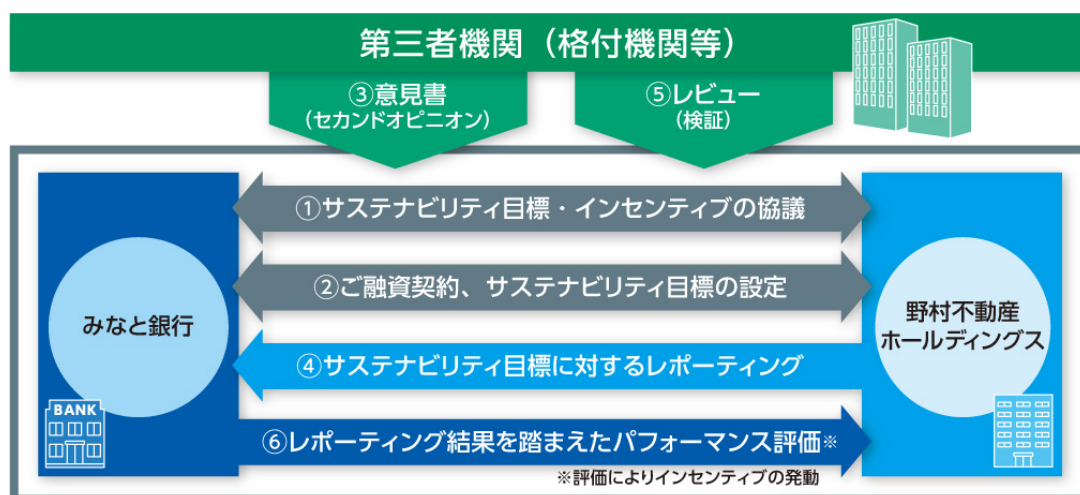 第三者機関（格付機関等）
③意見書
（セカンドオピニオン）
⑤レビュー
（検証）
①サステナビリティ目標・インセンティブの協議
②ご融資契約、サステナビリティ目標の設定
みなと銀行
野村不動産
ホールディングス
④サステナビリティ目標に対するレポーティング
BANK
⑥レポーティング結果を踏まえたパフォーマンス評価※
※評価によりインセンティブの発動